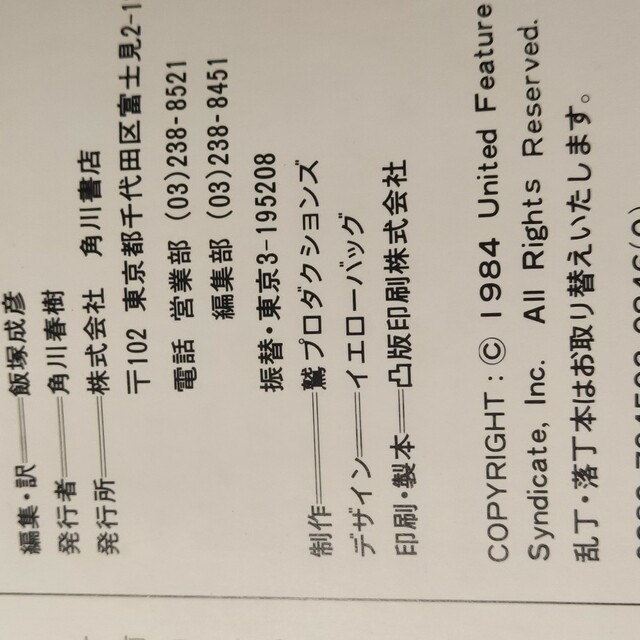 編集・訳══飯塚成彦
発行者══角川春樹
発行所══株式会社 角川書店
〒102 東京都千代田区富士見2-1
電話 営業部 (03)238-8521
編集部 (03)238-8451
振替・東京3-195208
制作══鷲プロダクションズ
デザイン══イエローバッグ
印刷・製本══凸版印刷株式会社
COPYRIGHT : © 1984 United Feature
Syndicate, Inc. All Rights Reserved.
乱丁・落丁本はお取り替えいたします。